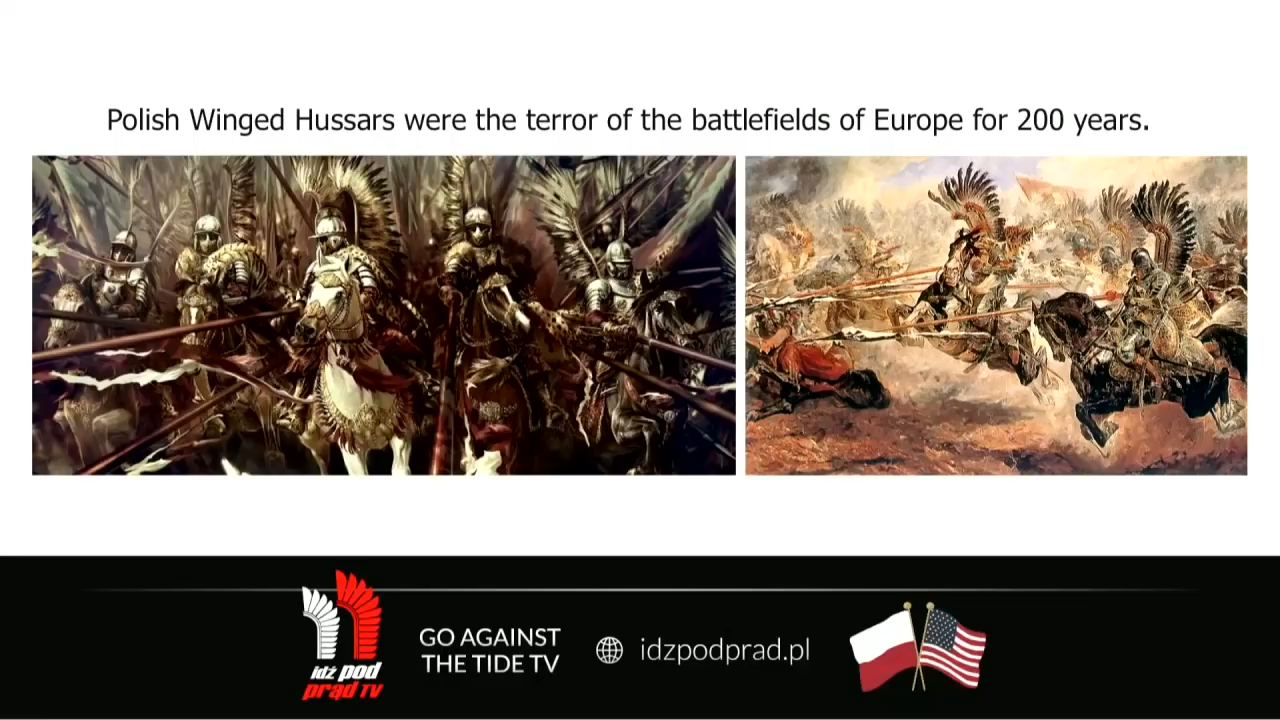 Polish Winged Hussars were the terror of the battlefields of Europe for 200 years.
idź pod
prąd TV
GO AGAINST
THE TIDE TV
idzpodprad.pl